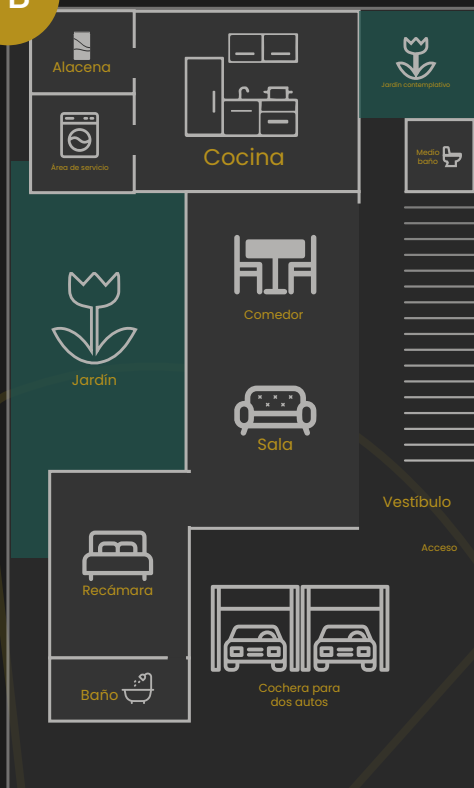 B
Alacena
Cocina
Jardín contemplativo
Área de servicio
Medio
baño
Comedor
Jardín
Sala
Vestíbulo
Acceso
Recámara
Baño
Cochera para
dos autos